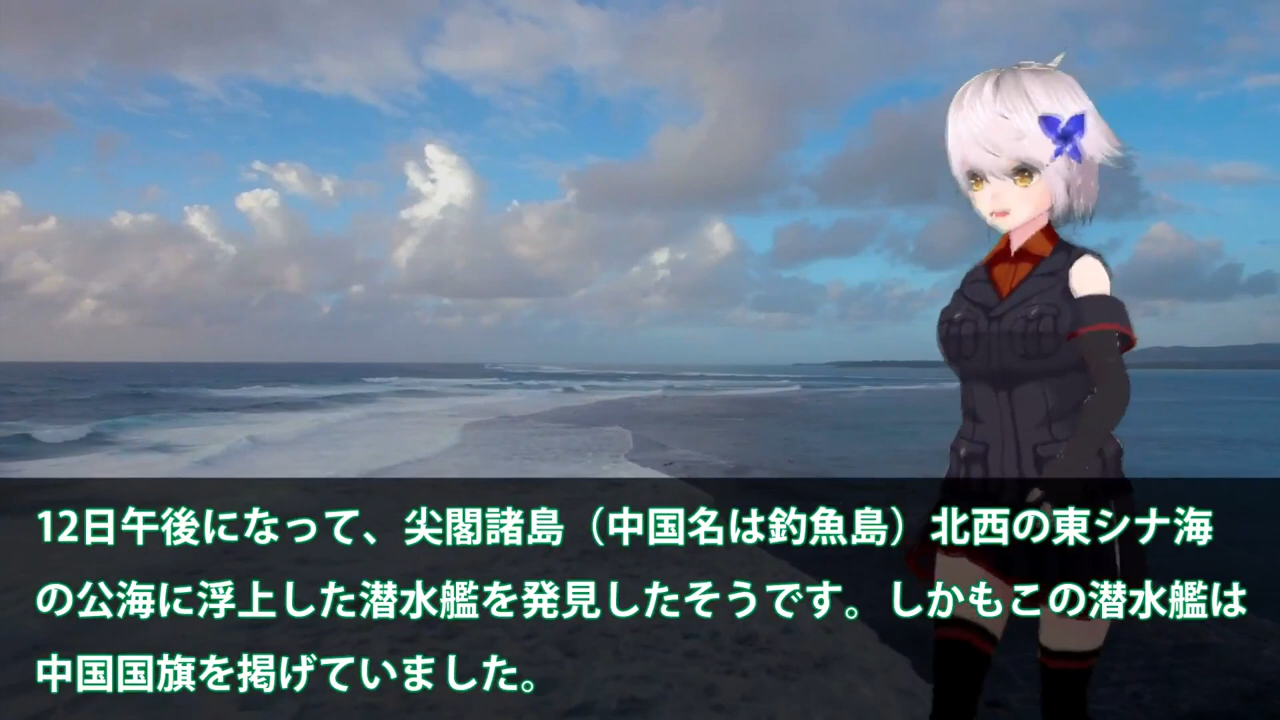 12日午後になって、尖閣諸島（中国名は釣魚島）北西の東シナ海
の公海に浮上した潜水艦を発見したそうです。しかもこの潜水艦は
中国国旗を掲げていました。